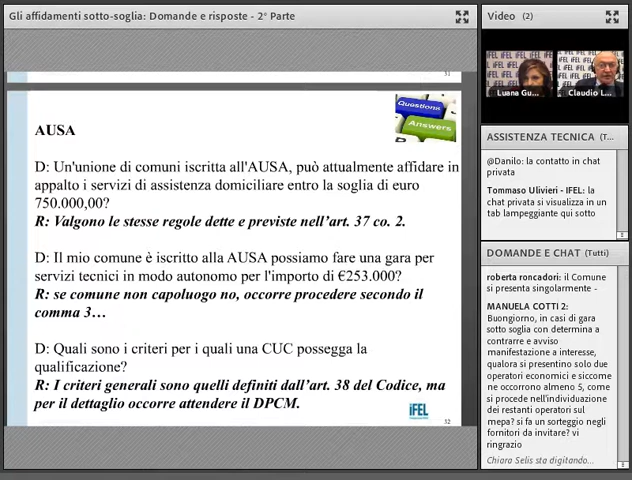 Gli affidamenti sotto-soglia: Domande e risposte - 2° Parte
Video (2)
Luana Gu...
Claudio L...
31
Questions
Answers
AUSA
D: Un'unione di comuni iscritta all'AUSA, può attualmente affidare in
appalto i servizi di assistenza domiciliare entro la soglia di euro
750.000,00?
R: Valgono le stesse regole dette e previste nell'art. 37 co. 2.
D: Il mio comune è iscritto alla AUSA possiamo fare una gara per
servizi tecnici in modo autonomo per l'importo di €253.000?
R: se comune non capoluogo no, occorre procedere secondo il
comma 3…
D: Quali sono i criteri per i quali una CUC possegga la
qualificazione?
R: I criteri generali sono quelli definiti dall'art. 38 del Codice, ma
per il dettaglio occorre attendere il DPCM.
iFEL
32
ASSISTENZA TECNICA (T...
@Danilo: la contatto in chat
privata
Tommaso Ulivieri - IFEL: la
chat privata si visualizza in un
tab lampeggiante qui sotto
DOMANDE E CHAT (Tutti)
roberta roncadori: il Comune
si presenta singolarmente -
MANUELA COTTI 2:
Buongiorno, in casi di gara
sotto soglia con determina a
contrarre e avviso
manifestazione a interesse,
qualora si presentino solo due
operatori economici e siccome
ne occorrono almeno 5, come
si procede nell'individuazione
dei restanti operatori sul
mepa? si fa un sorteggio negli
fornitori da invitare? vi
ringrazio
Chiara Selis sta digitando...